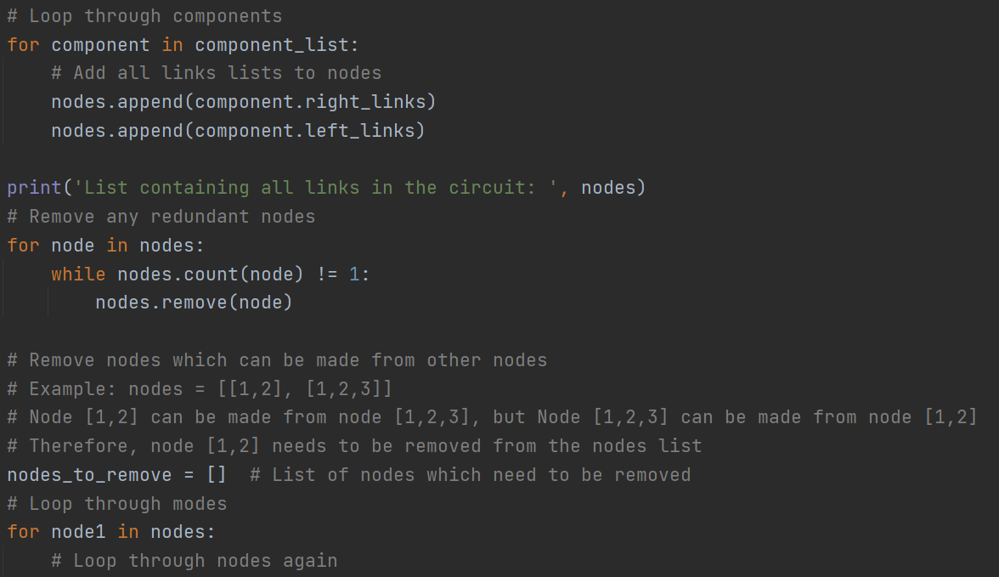 # Loop through components
for component in component_list:
    # Add all links lists to nodes
    nodes.append(component.right_links)
    nodes.append(component.left_links)

print('List containing all links in the circuit: ', nodes)
# Remove any redundant nodes
for node in nodes:
    while nodes.count(node) != 1:
        nodes.remove(node)

# Remove nodes which can be made from other nodes
# Example: nodes = [[1,2], [1,2,3]]
# Node [1,2] can be made from node [1,2,3], but Node [1,2,3] can be made from node [1,2]
# Therefore, node [1,2] needs to be removed from the nodes list
nodes_to_remove = []  # List of nodes which need to be removed
# Loop through modes
for node1 in nodes:
    # Loop through nodes again